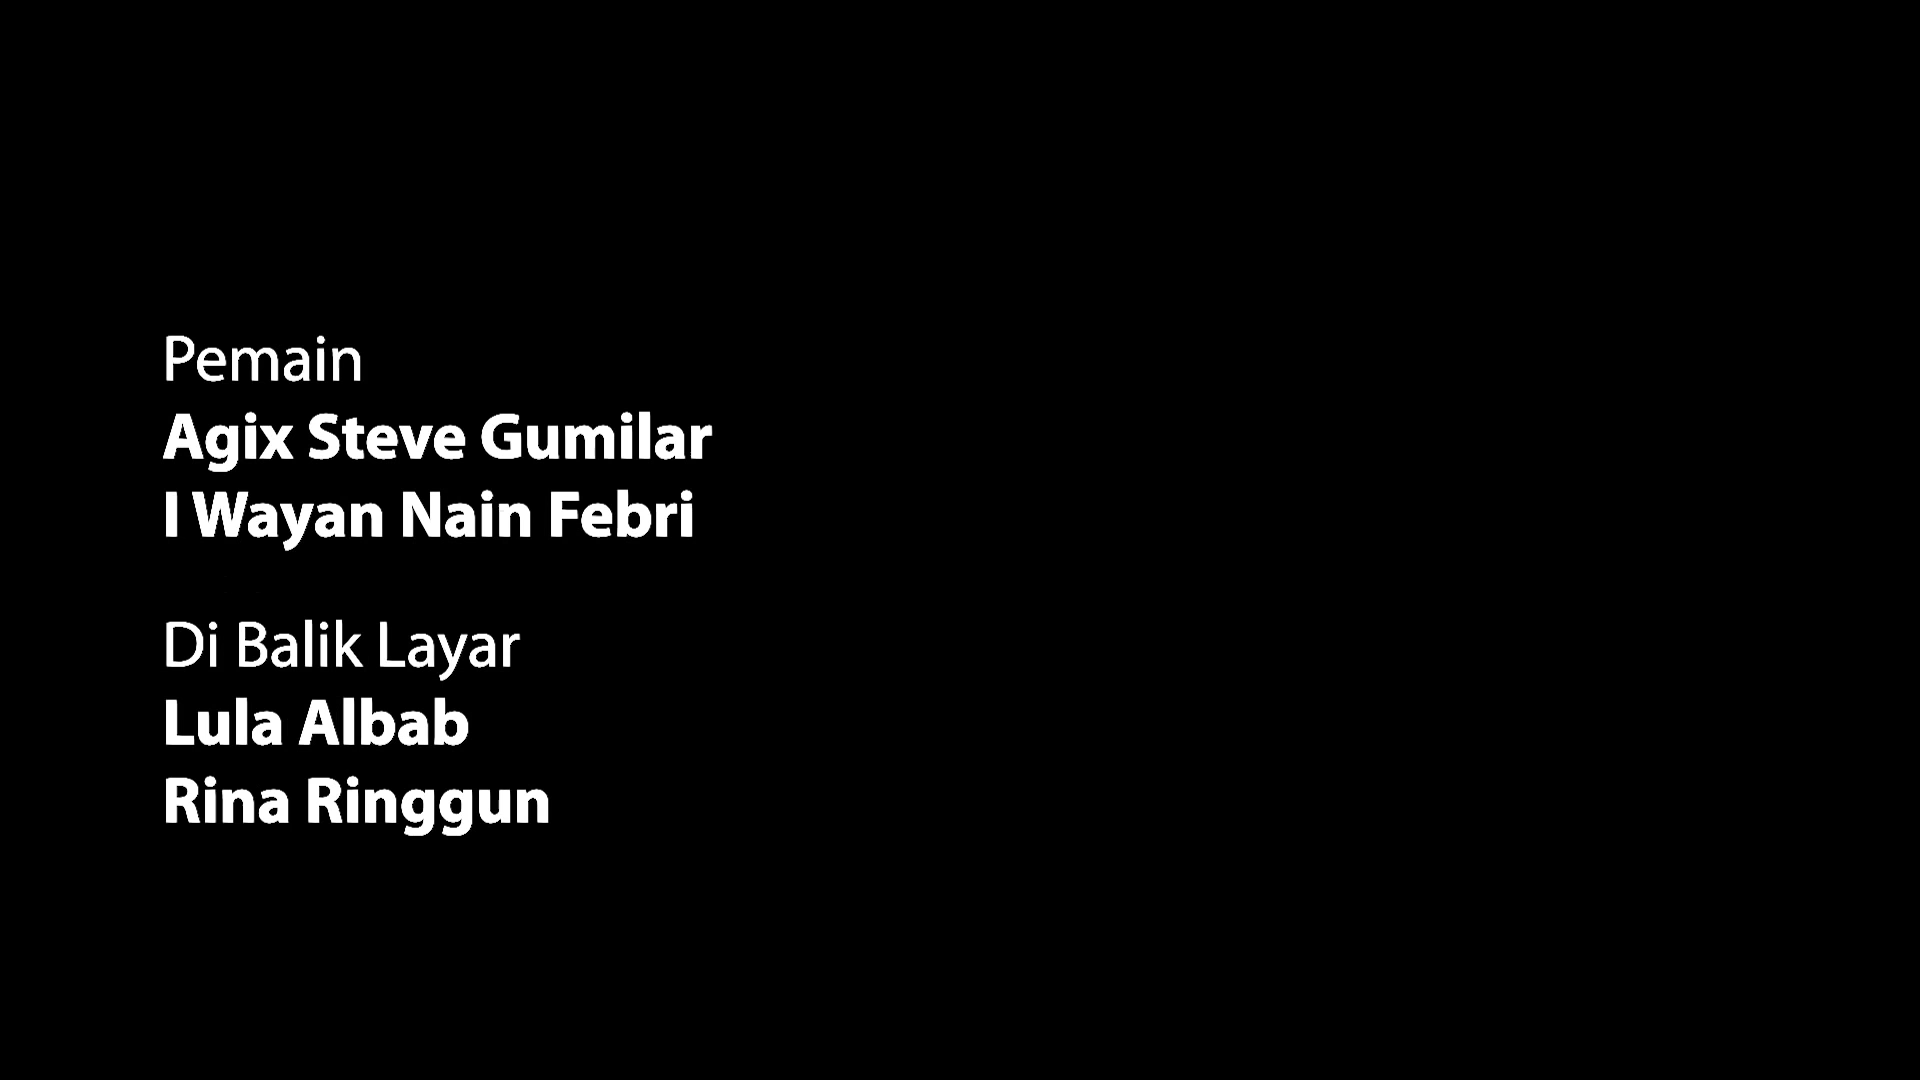 Pemain
Agix Steve Gumilar
I Wayan Nain Febri
Di Balik Layar
Lula Albab
Rina Ringgun